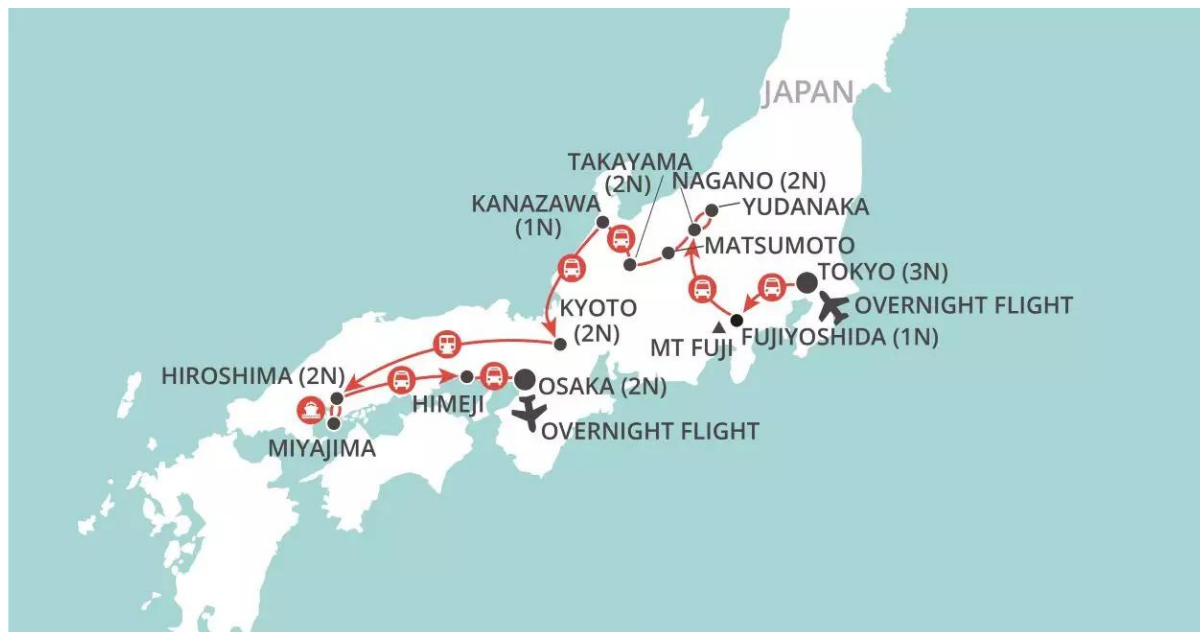 JAPAN
TAKAYAMA
(2N)
NAGANO (2N)
KANAZAWA
(1N)
YUDANAKA
MATSUMOTO
TOKYO (3N)
OVERNIGHT FLIGHT
KYOTO
(2N)
MT FUJI
FUJIYOSHIDA (1N)
HIROSHIMA (2N)
HIMEJI
OSAKA (2N)
OVERNIGHT FLIGHT
MIYAJIMA